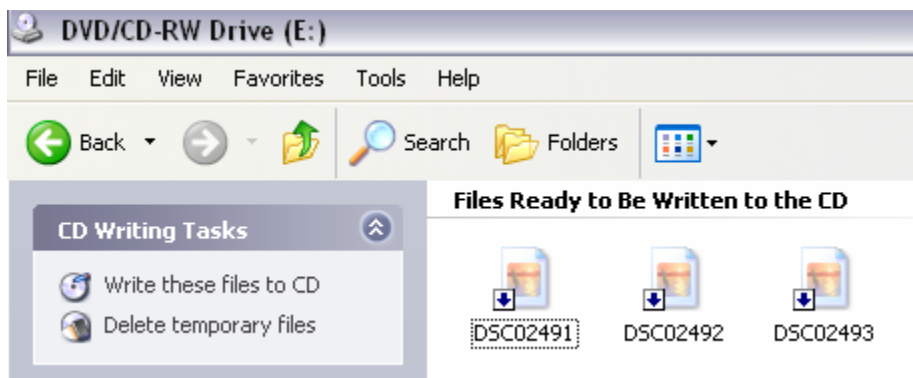 DVD/CD-RW Drive (E:)
File Edit View Favorites Tools Help
Back Search Folders
CD Writing Tasks
Write these files to CD
Delete temporary files
Files Ready to Be Written to the CD
DSC02491 DSC02492 DSC02493